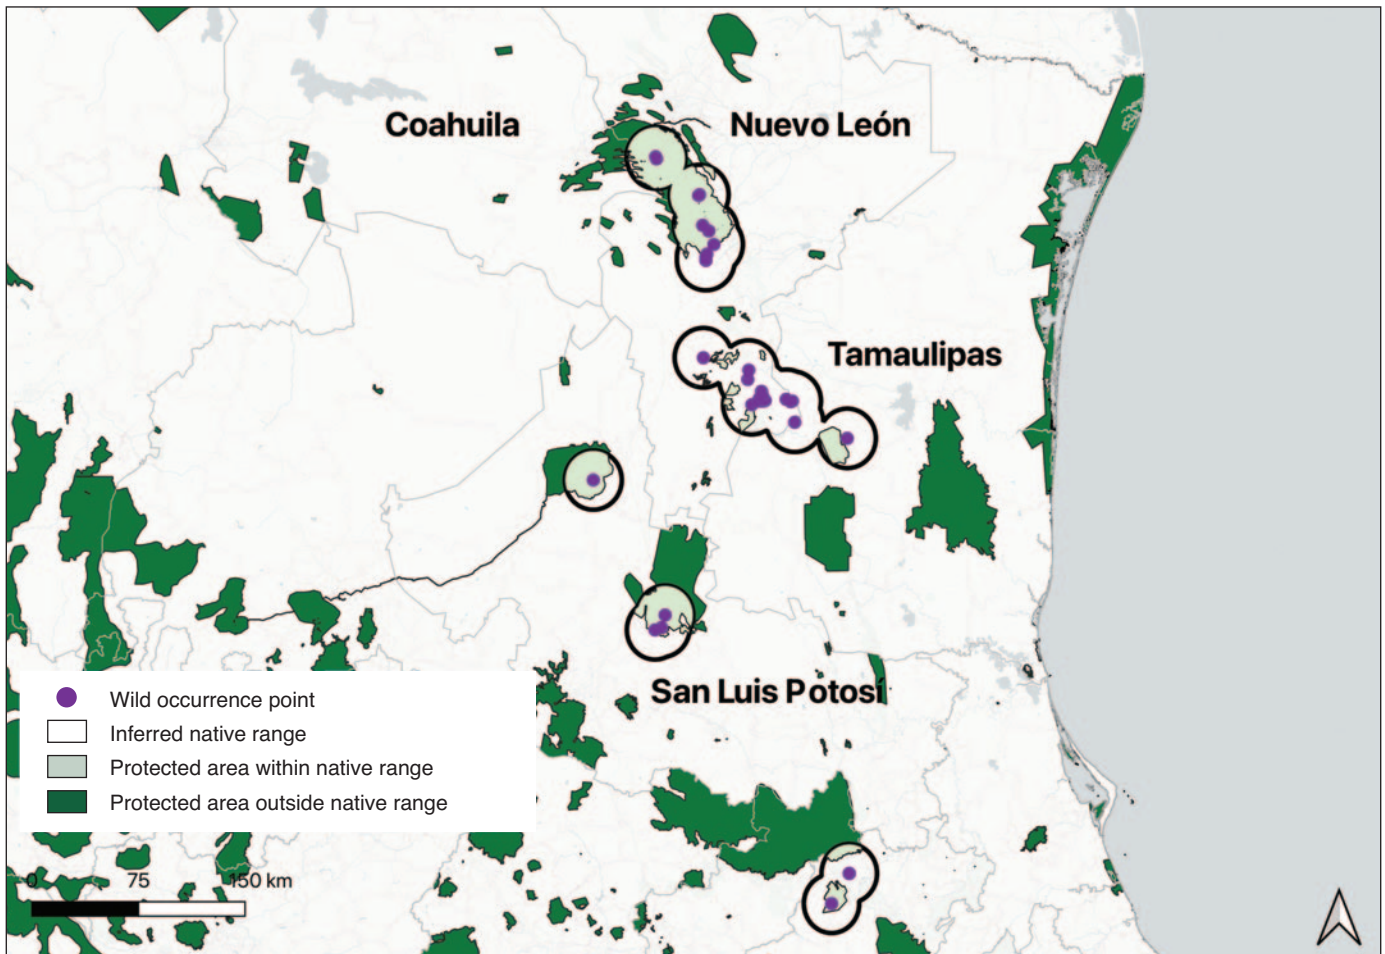 Coahuila
Nuevo León
Tamaulipas
San Luis Potosí
Wild occurrence point
Inferred native range
Protected area within native range
Protected area outside native range
0 75 150 km